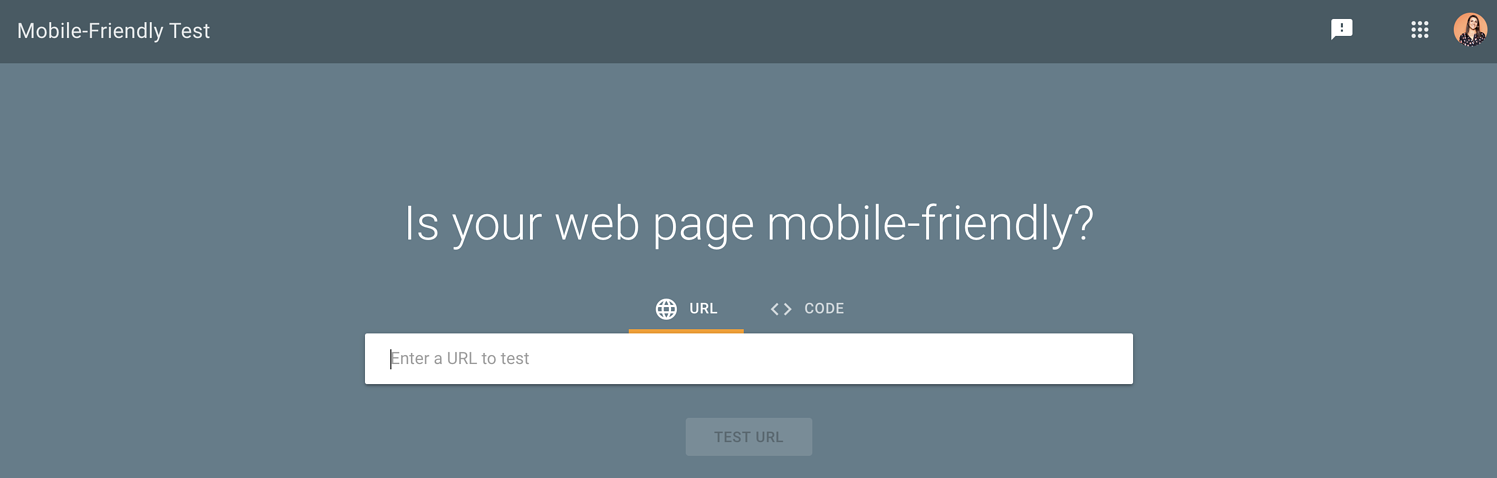 Mobile-Friendly Test
Is your web page mobile-friendly?
URL
CODE
Enter a URL to test
TEST URL